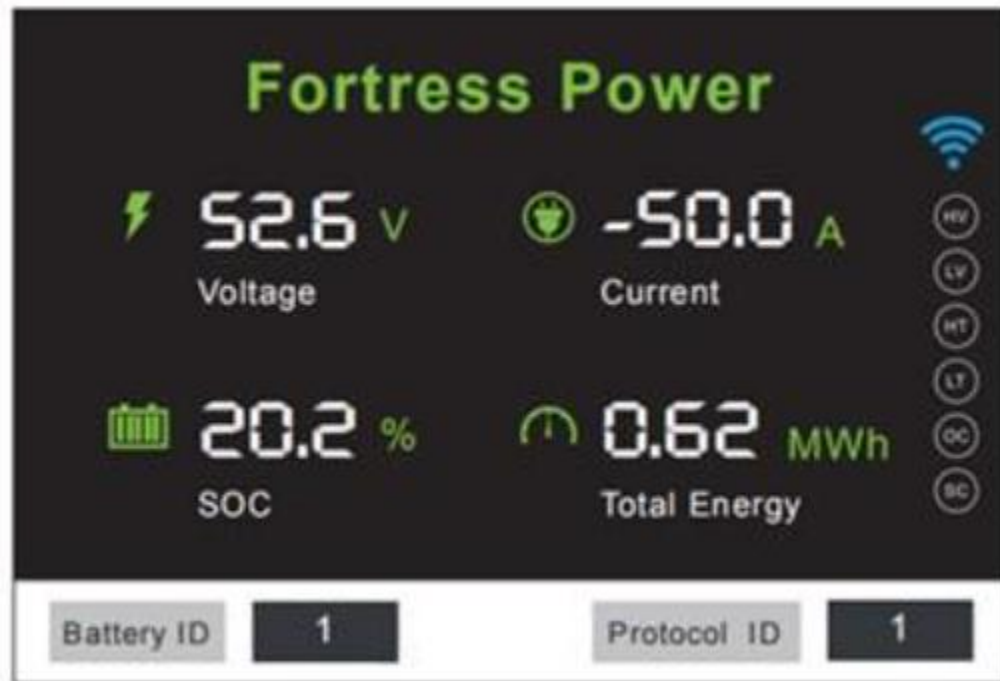 Fortress Power
52.6 V
Voltage
-50.0 A
Current
20.2 %
SOC
0.62 MWh
Total Energy
HV
LV
HT
LT
OC
SC
Battery ID 1
Protocol ID 1